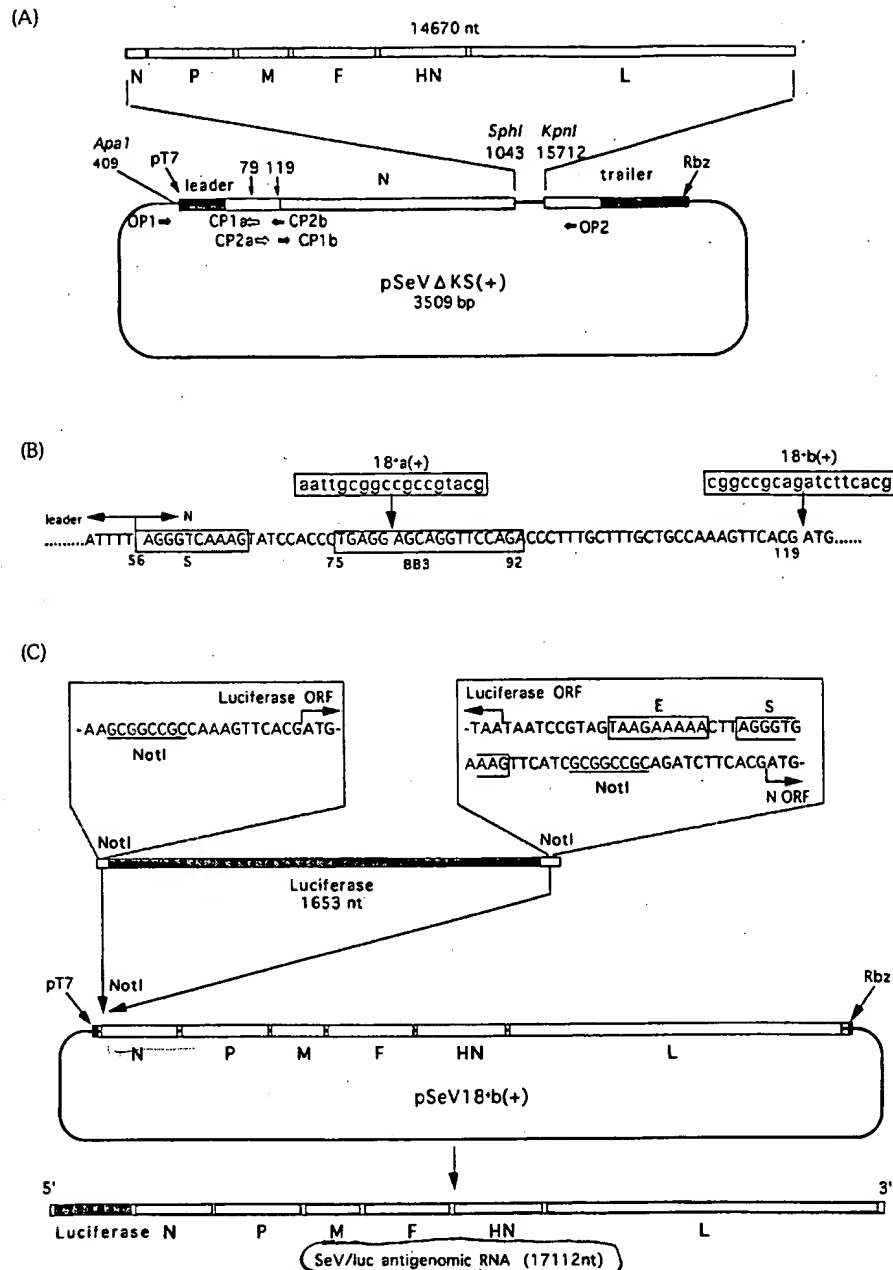 (A)
14670 nt
N P M F HN L
SphI KpnI
1043 15712
Apa1
409
pT7
leader
79 119
N
trailer
Rbz
OP1
CP1a CP2b
CP2a CP1b
OP2
pSeVΔKS(+)
3509 bp
(B)
18+a(+)
aattgcggccgccgtacg
18+b(+)
cggccgcagatcttcacg
leader N
.........ATTTT AGGGTCAAAG TATCCACCC TGAGG AGCAGGTTCCAGA CCCTTTGCTTTGCTGCCAAAGTTCACG ATG......
56 S 75 BB3 92 119
(C)
Luciferase ORF
-AAGCGGCCGCCAAAGTTCACGATG-
NotI
Luciferase ORF E S
-TAATAATCCGTAGTAAGAAAAACTTAGGGTG
AAAGTTCATCGCGGCCGCAGATCTTCACGATG-
NotI
N ORF
NotI NotI
Luciferase
1653 nt
NotI
pT7
Rbz
N P M F HN L
pSeV18+b(+)
5' 3'
Luciferase N P M F HN L
SeV/luc antigenomic RNA (17112nt)